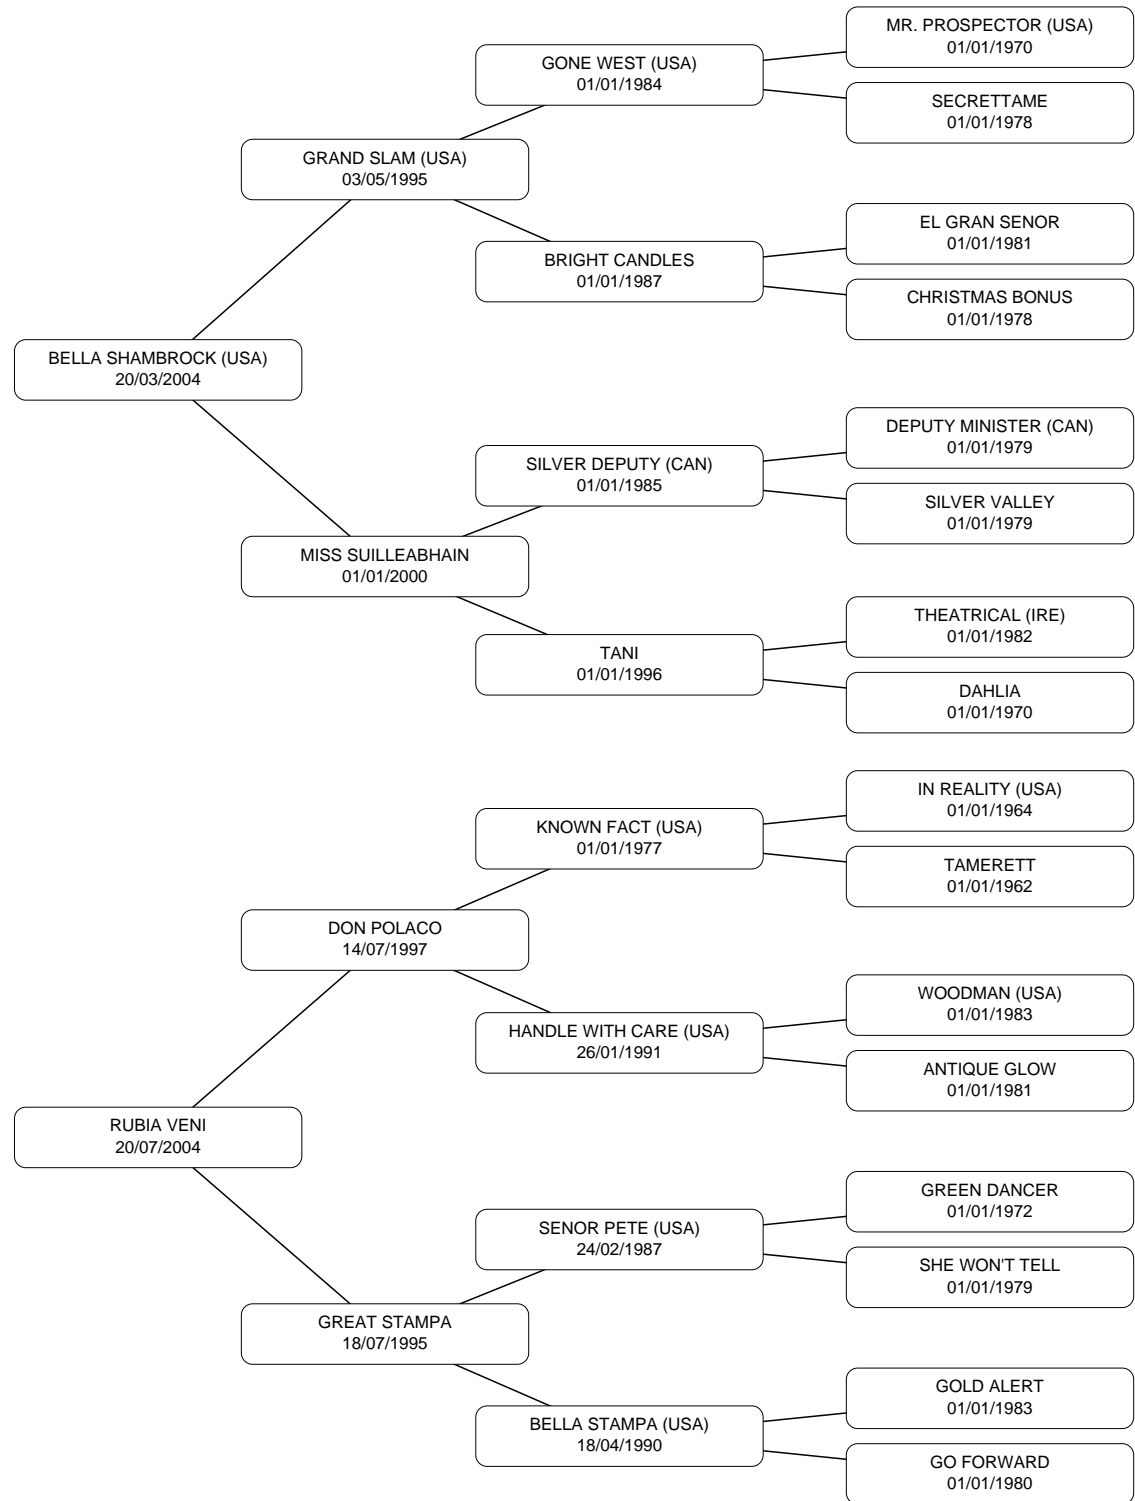 MR. PROSPECTOR (USA)
01/01/1970
GONE WEST (USA)
01/01/1984
SECRETTAME
01/01/1978
GRAND SLAM (USA)
03/05/1995
EL GRAN SENOR
01/01/1981
BRIGHT CANDLES
01/01/1987
CHRISTMAS BONUS
01/01/1978
BELLA SHAMBROCK (USA)
20/03/2004
DEPUTY MINISTER (CAN)
01/01/1979
SILVER DEPUTY (CAN)
01/01/1985
SILVER VALLEY
01/01/1979
MISS SUILLEABHAIN
01/01/2000
THEATRICAL (IRE)
01/01/1982
TANI
01/01/1996
DAHLIA
01/01/1970
IN REALITY (USA)
01/01/1964
KNOWN FACT (USA)
01/01/1977
TAMERETT
01/01/1962
DON POLACO
14/07/1997
WOODMAN (USA)
01/01/1983
HANDLE WITH CARE (USA)
26/01/1991
ANTIQUE GLOW
01/01/1981
RUBIA VENI
20/07/2004
GREEN DANCER
01/01/1972
SENOR PETE (USA)
24/02/1987
SHE WON'T TELL
01/01/1979
GREAT STAMPA
18/07/1995
GOLD ALERT
01/01/1983
BELLA STAMPA (USA)
18/04/1990
GO FORWARD
01/01/1980